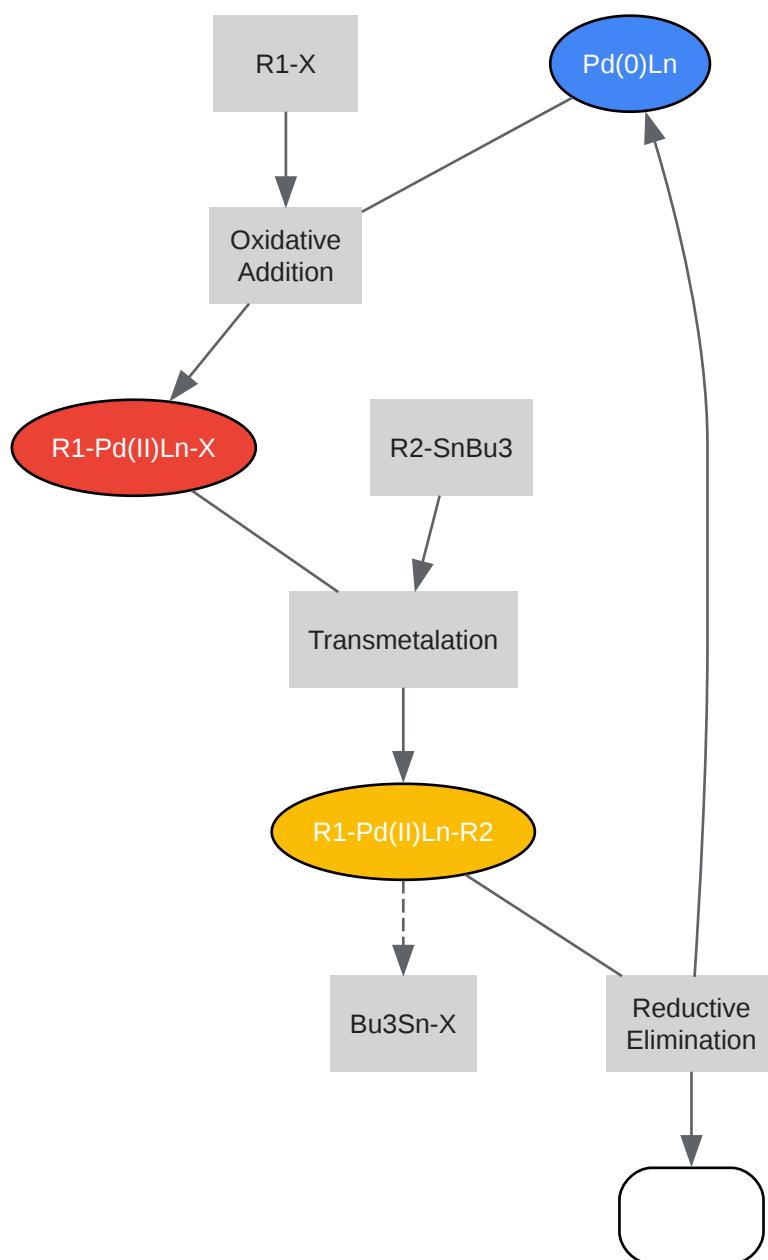 R1-X
Pd(0)Ln
Oxidative
Addition
R1-Pd(II)Ln-X
R2-SnBu3
Transmetalation
R1-Pd(II)Ln-R2
Bu3Sn-X
Reductive
Elimination